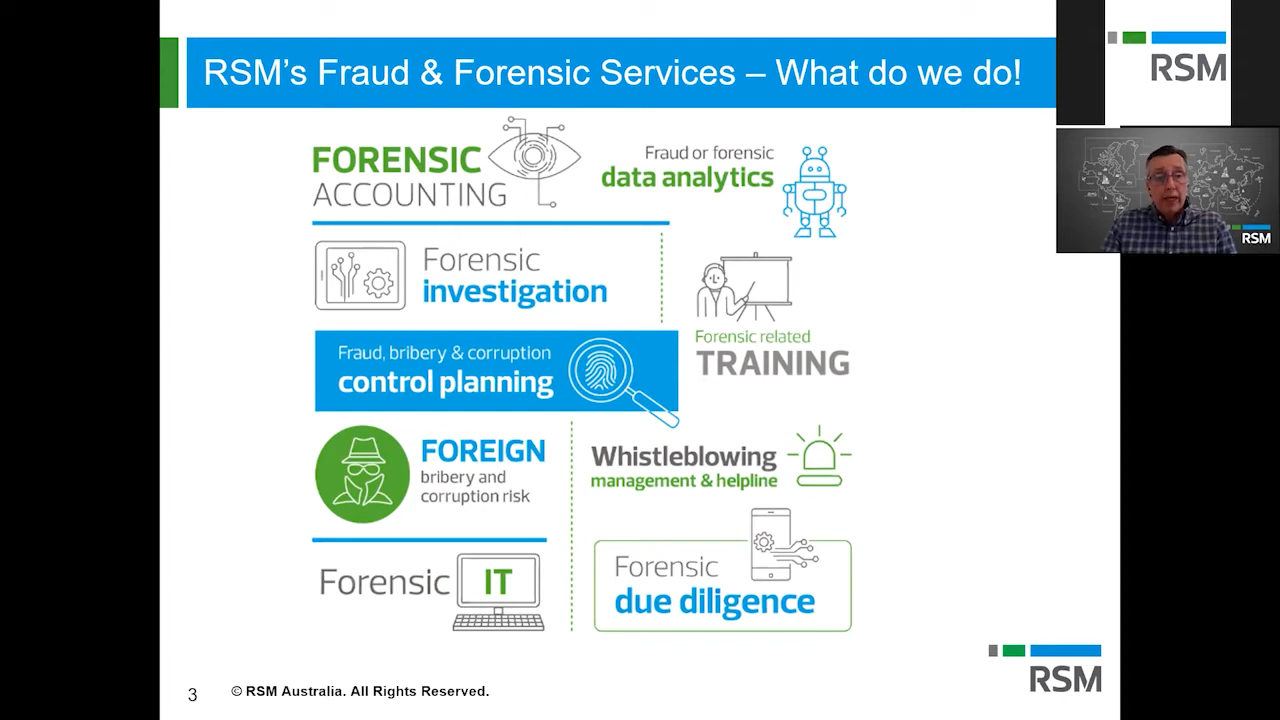 RSM's Fraud & Forensic Services – What do we do!
RSM
RSM
FORENSIC
ACCOUNTING
Fraud or forensic
data analytics
Forensic
investigation
Forensic related
TRAINING
Fraud, bribery & corruption
control planning
FOREIGN
bribery and
corruption risk
Whistleblowing
management & helpline
Forensic
IT
Forensic
due diligence
RSM
3
© RSM Australia. All Rights Reserved.